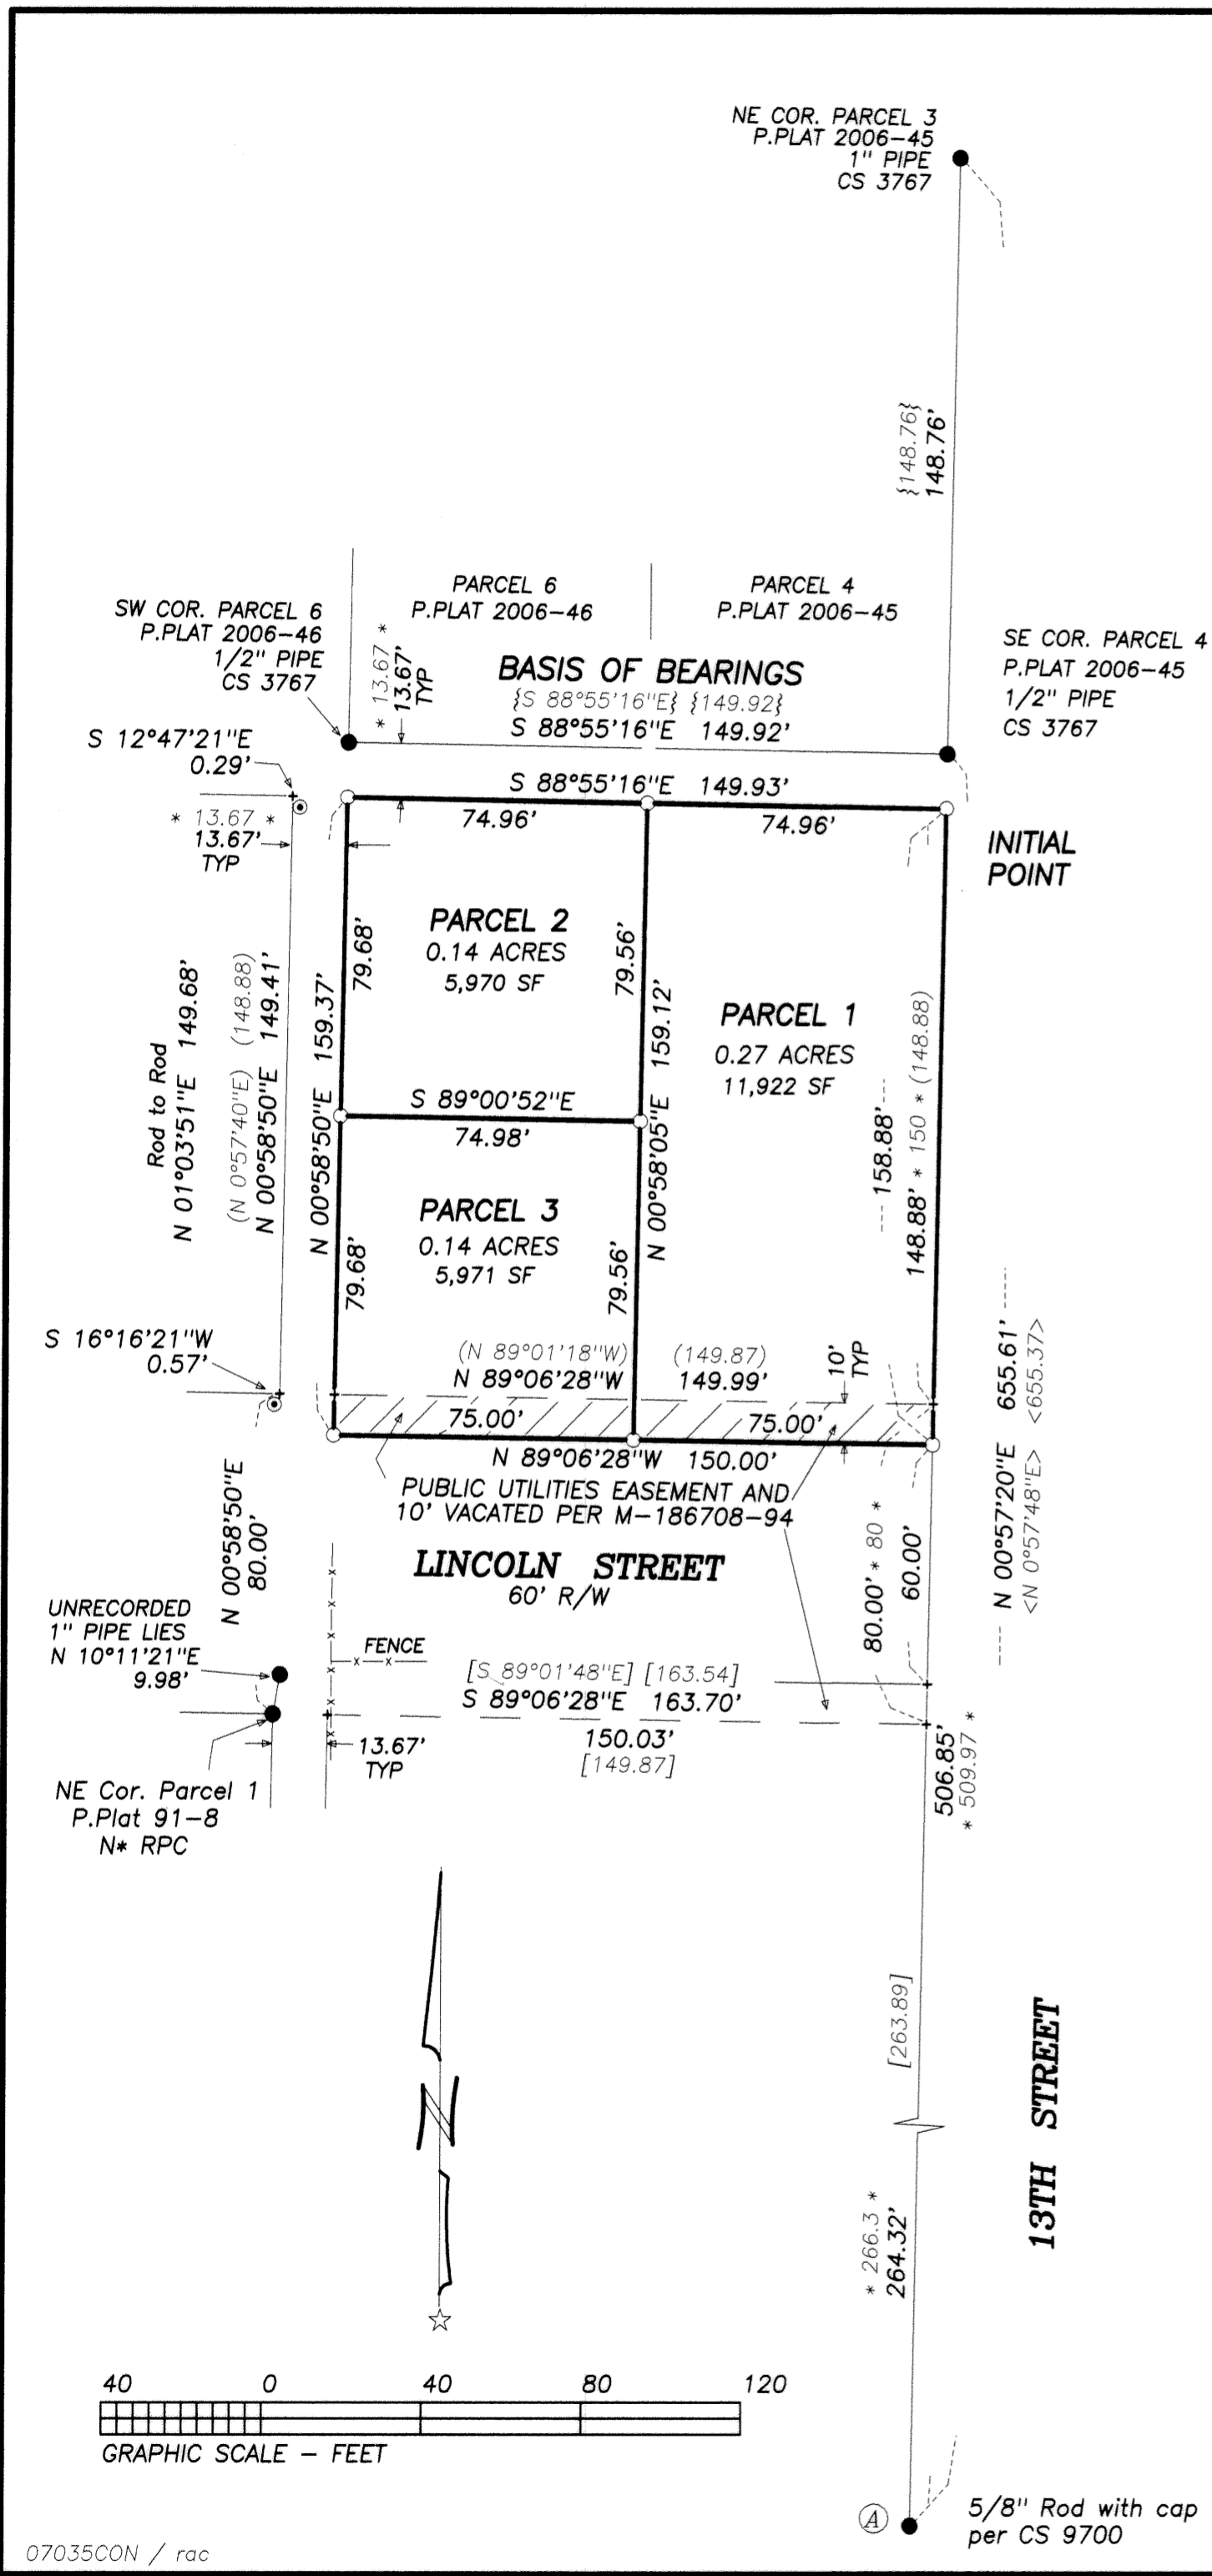 NE COR. PARCEL 3
P.PLAT 2006-45
1" PIPE
CS 3767
{148.76}
148.76'
PARCEL 6
P.PLAT 2006-46
PARCEL 4
P.PLAT 2006-45
SW COR. PARCEL 6
P.PLAT 2006-46
1/2" PIPE
CS 3767
* 13.67 *
13.67'
TYP
BASIS OF BEARINGS
{S 88°55'16"E} {149.92}
S 88°55'16"E 149.92'
SE COR. PARCEL 4
P.PLAT 2006-45
1/2" PIPE
CS 3767
S 12°47'21"E
0.29'
* 13.67 *
13.67'
TYP
S 88°55'16"E 149.93'
74.96'
74.96'
INITIAL
POINT
PARCEL 2
0.14 ACRES
5,970 SF
79.68'
79.56'
PARCEL 1
0.27 ACRES
11,922 SF
Rod to Rod
N 01°03'51"E 149.68'
(N 0°57'40"E) (148.88)
N 00°58'50"E 149.41'
N 00°58'50"E 159.37'
S 89°00'52"E
74.98'
N 00°58'05"E 159.12'
--- 158.88' ---
148.88' * 150 * (148.88)
PARCEL 3
0.14 ACRES
5,971 SF
79.68'
79.56'
S 16°16'21"W
0.57'
(N 89°01'18"W) (149.87)
N 89°06'28"W 149.99'
10'
TYP
75.00'
75.00'
N 89°06'28"W 150.00'
---- N 00°57'20"E 655.61' ----
<N 0°57'48"E> <655.37>
PUBLIC UTILITIES EASEMENT AND
10' VACATED PER M-186708-94
LINCOLN STREET
60' R/W
N 00°58'50"E
80.00'
80.00' * 80 *
60.00'
UNRECORDED
1" PIPE LIES
N 10°11'21"E
9.98'
FENCE
[S 89°01'48"E] [163.54]
S 89°06'28"E 163.70'
150.03'
[149.87]
13.67'
TYP
506.85'
* 509.97 *
NE Cor. Parcel 1
P.Plat 91-8
N* RPC
[263.89]
13TH STREET
N
* 266.3 *
264.32'
40 0 40 80 120
GRAPHIC SCALE - FEET
A
5/8" Rod with cap
per CS 9700
07035CON / rac